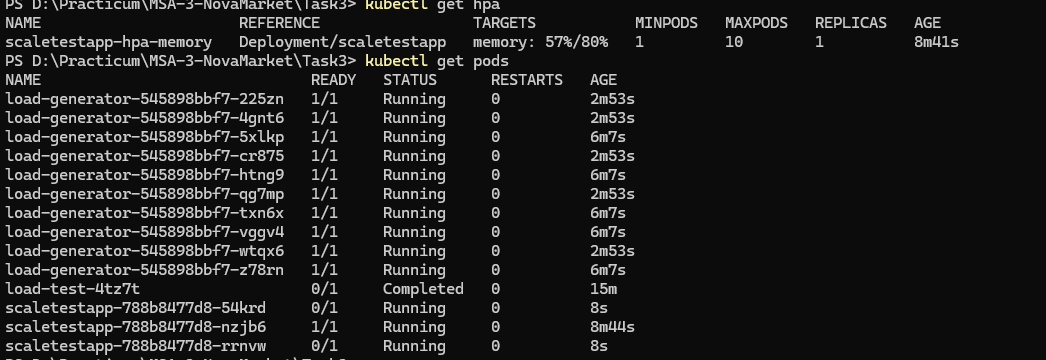 PS D:\Practicum\MSA-3-NovaMarket\Task3> kubectl get hpa
NAME                    REFERENCE                 TARGETS           MINPODS   MAXPODS   REPLICAS   AGE
scaletestapp-hpa-memory   Deployment/scaletestapp   memory: 57%/80%   1         10        1          8m41s
PS D:\Practicum\MSA-3-NovaMarket\Task3> kubectl get pods
NAME                              READY   STATUS      RESTARTS   AGE
load-generator-545898bbf7-225zn   1/1     Running     0          2m53s
load-generator-545898bbf7-4gnt6   1/1     Running     0          2m53s
load-generator-545898bbf7-5xlkp   1/1     Running     0          6m7s
load-generator-545898bbf7-cr875   1/1     Running     0          2m53s
load-generator-545898bbf7-htng9   1/1     Running     0          6m7s
load-generator-545898bbf7-qg7mp   1/1     Running     0          2m53s
load-generator-545898bbf7-txn6x   1/1     Running     0          6m7s
load-generator-545898bbf7-vggv4   1/1     Running     0          6m7s
load-generator-545898bbf7-wtqx6   1/1     Running     0          2m53s
load-generator-545898bbf7-z78rn   1/1     Running     0          6m7s
load-test-4tz7t                   0/1     Completed   0          15m
scaletestapp-788b8477d8-54krd     0/1     Running     0          8s
scaletestapp-788b8477d8-nzjb6     1/1     Running     0          8m44s
scaletestapp-788b8477d8-rrnvw     0/1     Running     0          8s